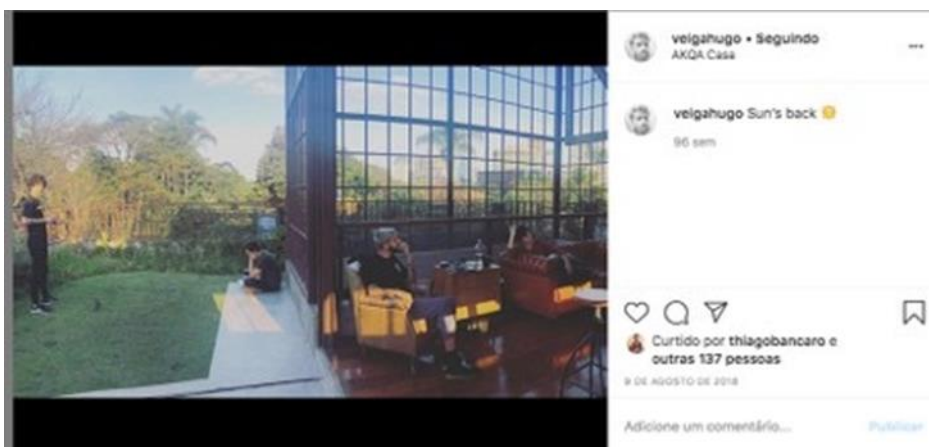 veigahugo • Seguindo
AKQA Casa
veigahugo Sun's back
96 sem
Curtido por thiagobancaro e
outras 137 pessoas
9 DE AGOSTO DE 2018
Adicione um comentário... Publicar